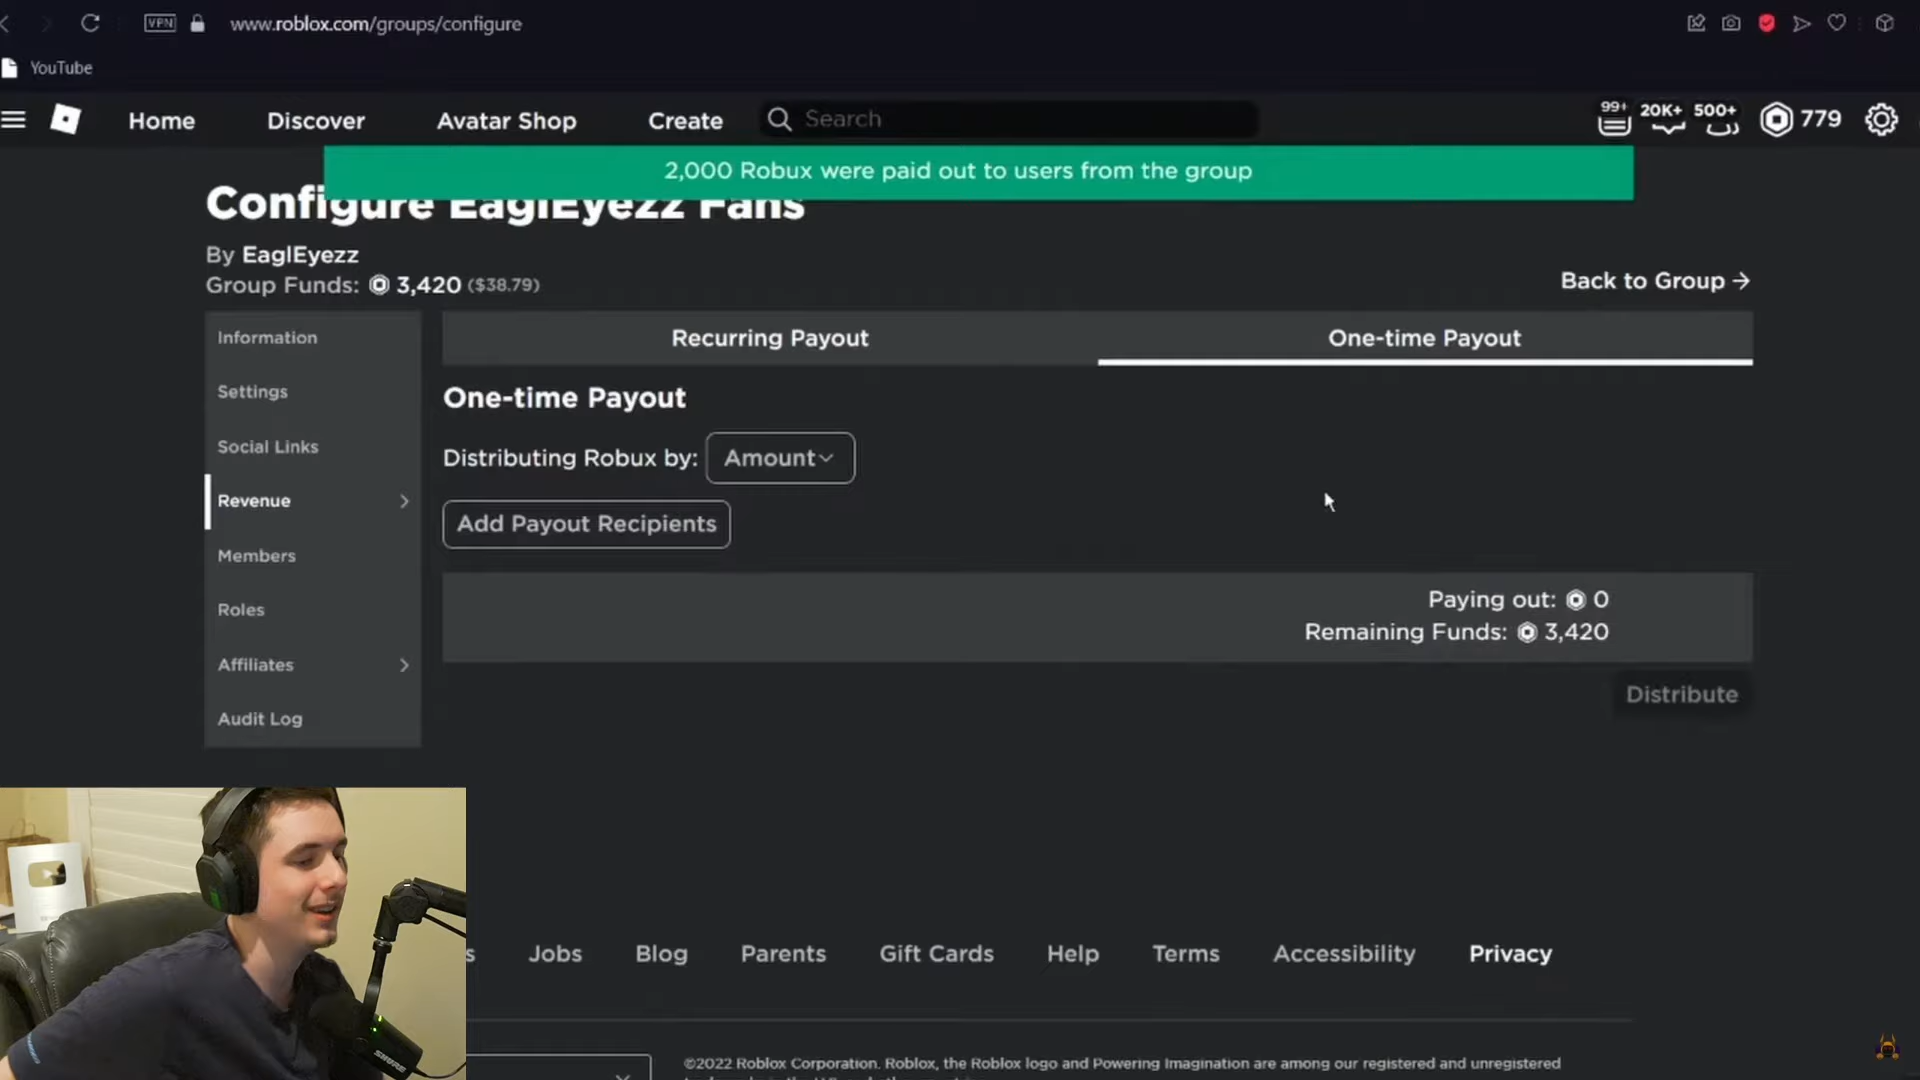 VPN
www.roblox.com/groups/configure
YouTube
Home
Discover
Avatar Shop
Create
Search
99+
20K+
500+
779
2,000 Robux were paid out to users from the group
Configure EaglEyezz Fans
By EaglEyezz
Group Funds: 3,420 ($38.79)
Back to Group
Information
Settings
Social Links
Revenue
Members
Roles
Affiliates
Audit Log
Recurring Payout
One-time Payout
One-time Payout
Distributing Robux by: Amount
Add Payout Recipients
Paying out: 0
Remaining Funds: 3,420
Distribute
s
Jobs
Blog
Parents
Gift Cards
Help
Terms
Accessibility
Privacy
SHURE
©2022 Roblox Corporation. Roblox, the Roblox logo and Powering Imagination are among our registered and unregistered